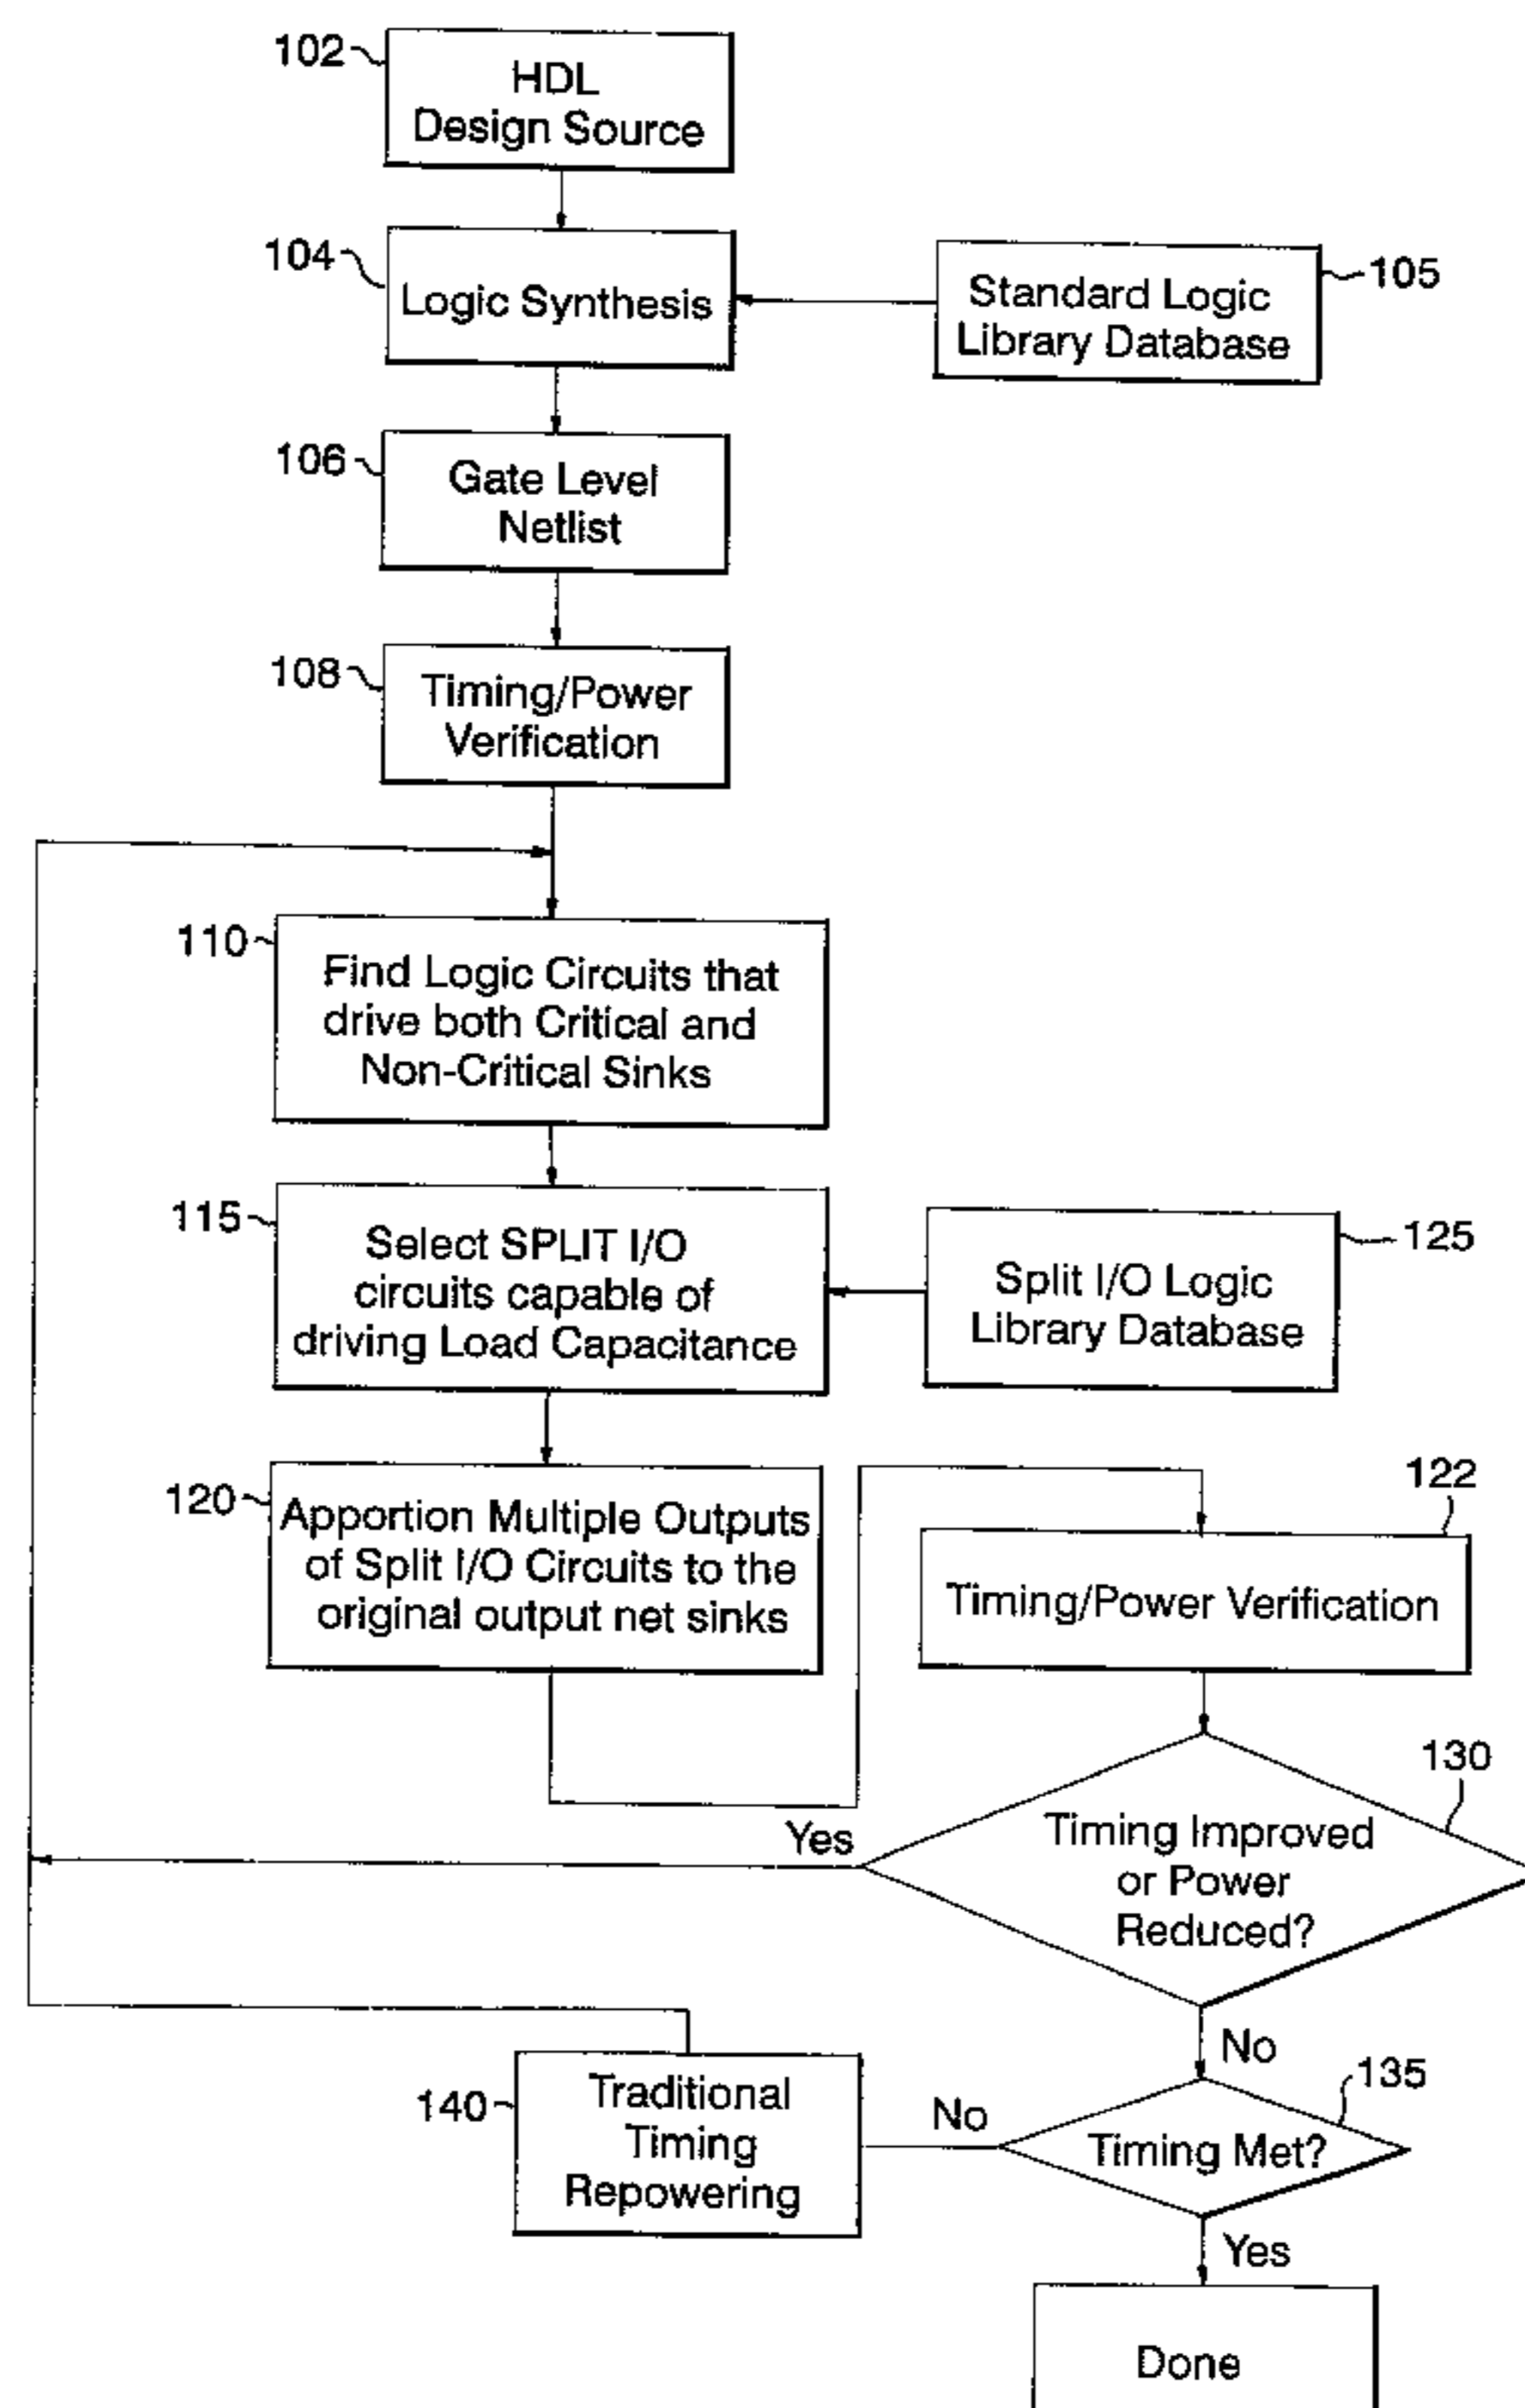 102
HDL
Design Source
104
Logic Synthesis
Standard Logic
Library Database
105
106
Gate Level
Netlist
108
Timing/Power
Verification
110
Find Logic Circuits that
drive both Critical and
Non-Critical Sinks
115
Select SPLIT I/O
circuits capable of
driving Load Capacitance
Split I/O Logic
Library Database
125
120
Apportion Multiple Outputs
of Split I/O Circuits to the
original output net sinks
122
Timing/Power Verification
130
Timing Improved
or Power
Reduced?
Yes
No
135
Timing Met?
No
140
Traditional
Timing
Repowering
Yes
Done